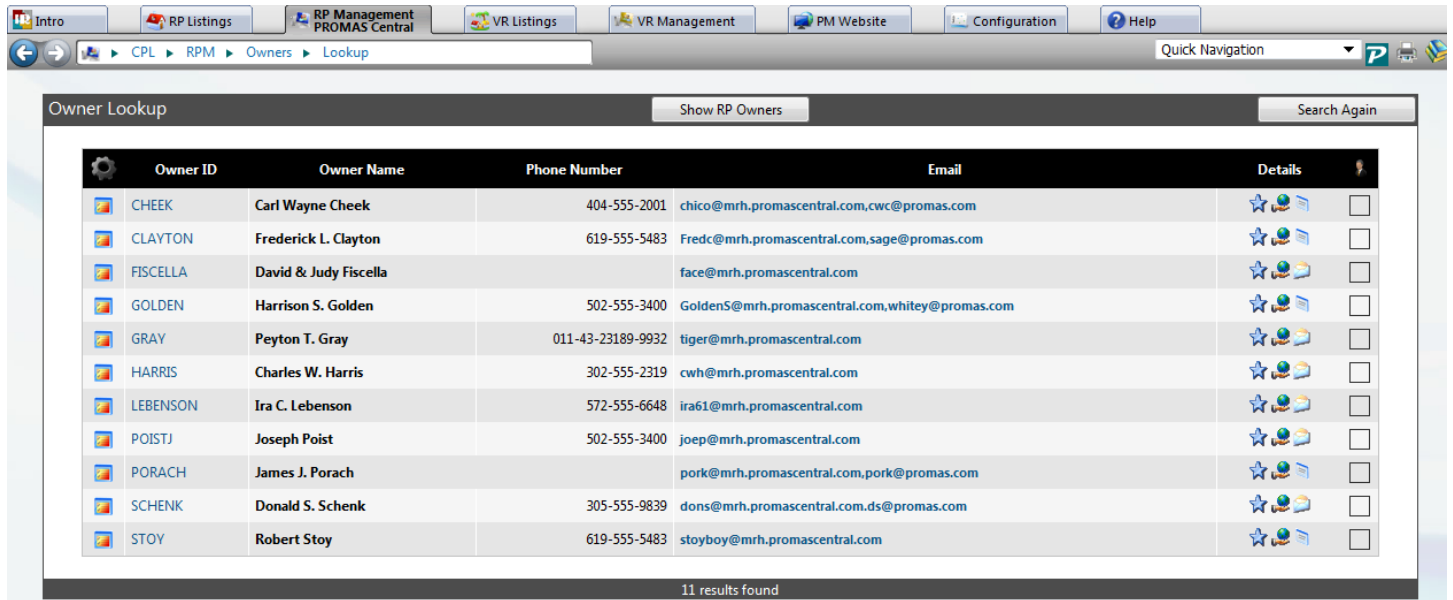 Intro RP Listings RP Management PROMAS Central VR Listings VR Management PM Website Configuration Help
CPL RPM Owners Lookup Quick Navigation
Owner Lookup Show RP Owners Search Again
Owner ID Owner Name Phone Number Email Details
CHEEK Carl Wayne Cheek 404-555-2001 chico@mrh.promascentral.com,cwc@promas.com
CLAYTON Frederick L. Clayton 619-555-5483 Fredc@mrh.promascentral.com,sage@promas.com
FISCELLA David & Judy Fiscella face@mrh.promascentral.com
GOLDEN Harrison S. Golden 502-555-3400 GoldenS@mrh.promascentral.com,whitey@promas.com
GRAY Peyton T. Gray 011-43-23189-9932 tiger@mrh.promascentral.com
HARRIS Charles W. Harris 302-555-2319 cwh@mrh.promascentral.com
LEBENSON Ira C. Lebenson 572-555-6648 ira61@mrh.promascentral.com
POISTJ Joseph Poist 502-555-3400 joep@mrh.promascentral.com
PORACH James J. Porach pork@mrh.promascentral.com,pork@promas.com
SCHENK Donald S. Schenk 305-555-9839 dons@mrh.promascentral.com.ds@promas.com
STOY Robert Stoy 619-555-5483 stoyboy@mrh.promascentral.com
11 results found